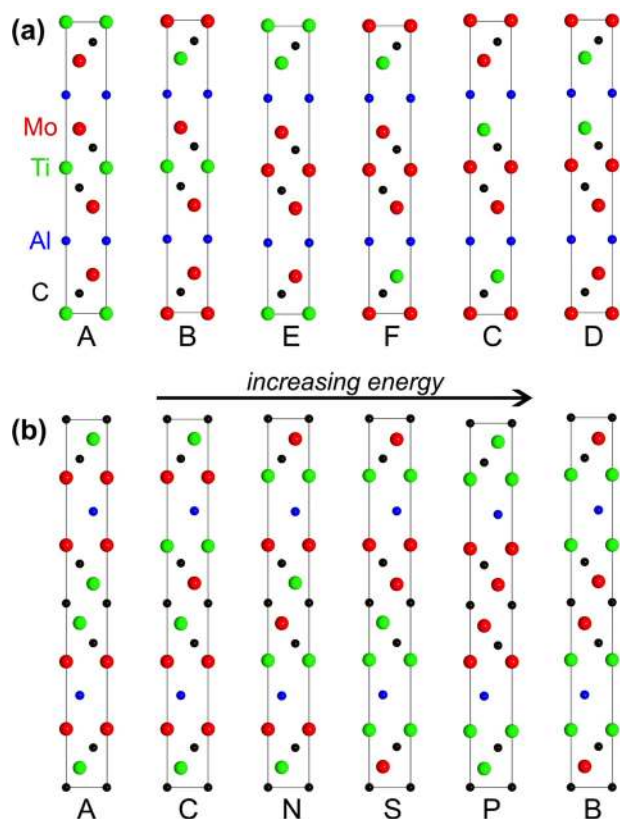 (a)
Mo
Ti
Al
C
A B E F C D
increasing energy
(b)
A C N S P B